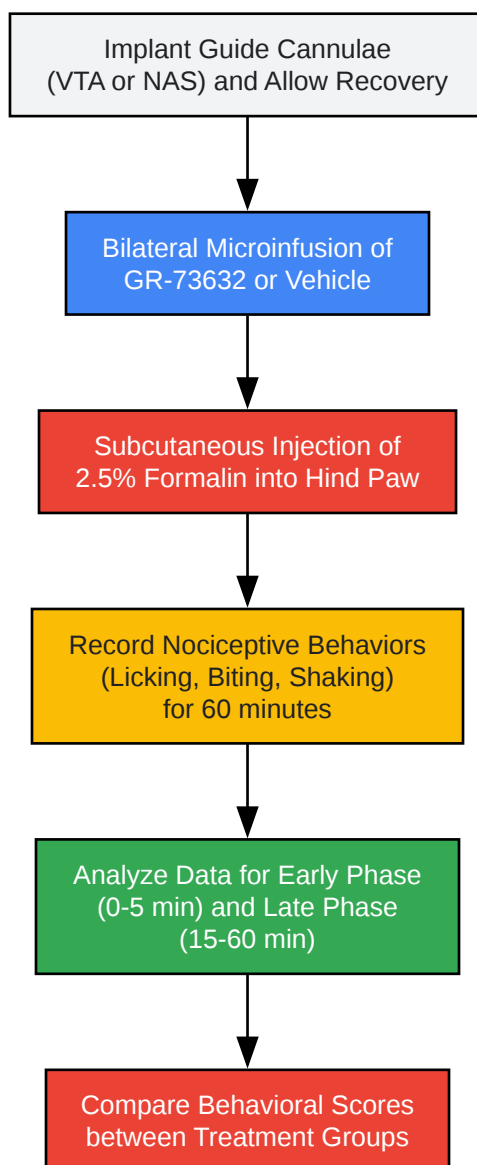 Implant Guide Cannulae
(VTA or NAS) and Allow Recovery
Bilateral Microinfusion of
GR-73632 or Vehicle
Subcutaneous Injection of
2.5% Formalin into Hind Paw
Record Nociceptive Behaviors
(Licking, Biting, Shaking)
for 60 minutes
Analyze Data for Early Phase
(0-5 min) and Late Phase
(15-60 min)
Compare Behavioral Scores
between Treatment Groups